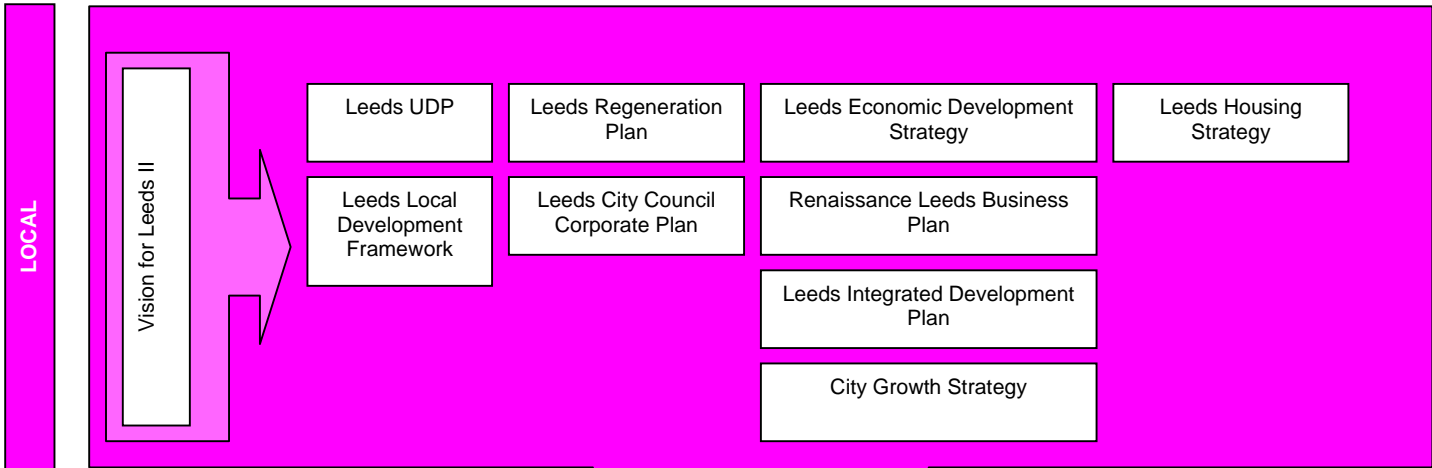 LOCAL
Vision for Leeds II
Leeds UDP
Leeds Local
Development
Framework
Leeds Regeneration
Plan
Leeds City Council
Corporate Plan
Leeds Economic Development
Strategy
Renaissance Leeds Business
Plan
Leeds Integrated Development
Plan
City Growth Strategy
Leeds Housing
Strategy